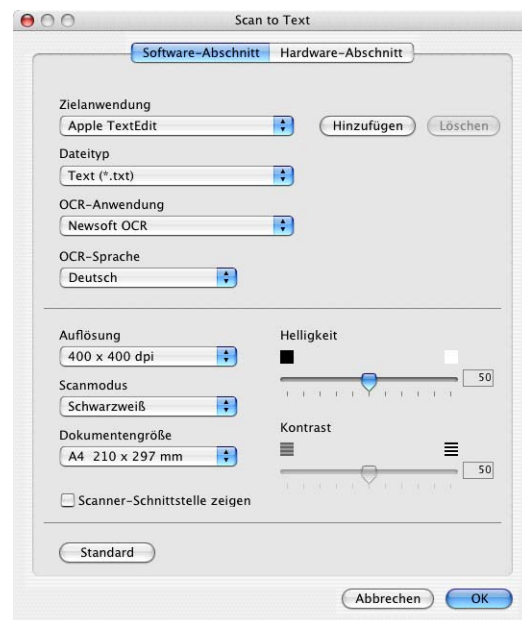 Scan to Text
Software-Abschnitt Hardware-Abschnitt
Zielanwendung
Apple TextEdit Hinzufügen Löschen
Dateityp
Text (*.txt)
OCR-Anwendung
Newsoft OCR
OCR-Sprache
Deutsch
Auflösung
400 x 400 dpi
Scanmodus
Schwarzweiß
Dokumentengröße
A4 210 x 297 mm
Scanner-Schnittstelle zeigen
Helligkeit
50
Kontrast
50
Standard
Abbrechen OK